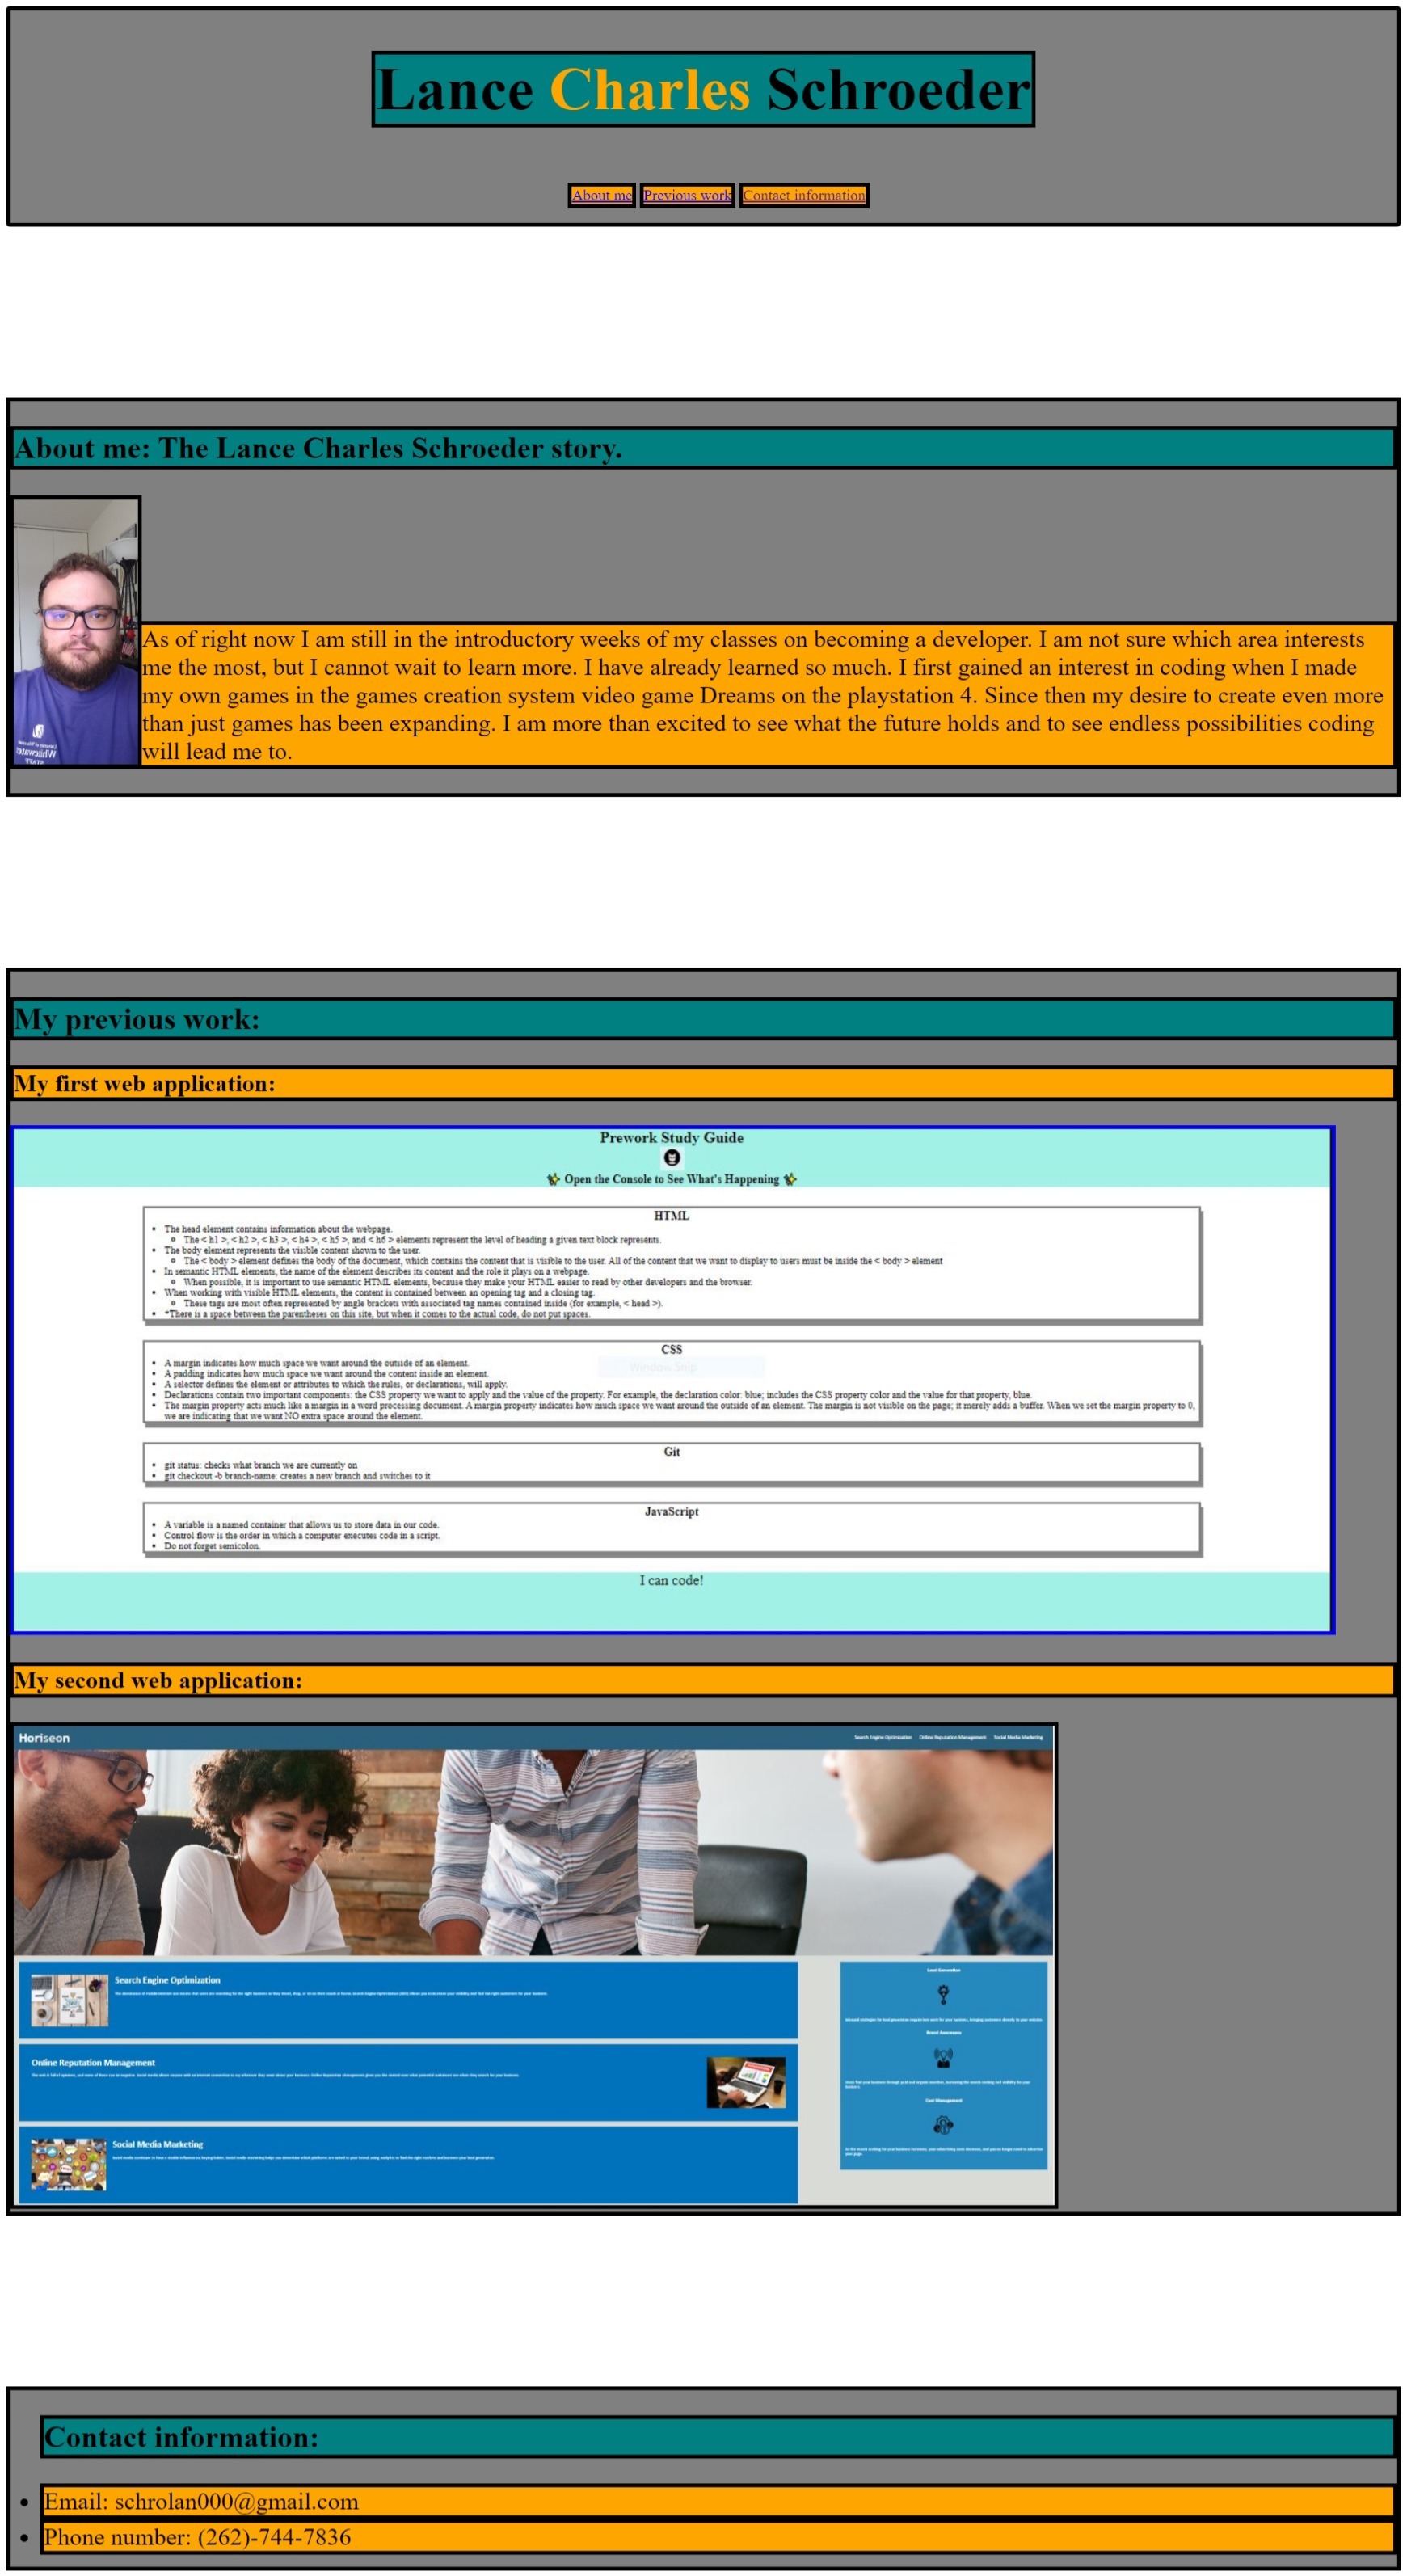 Lance Charles Schroeder
About me Previous work Contact information
About me: The Lance Charles Schroeder story.
As of right now I am still in the introductory weeks of my classes on becoming a developer. I am not sure which area interests
me the most, but I cannot wait to learn more. I have already learned so much. I first gained an interest in coding when I made
my own games in the games creation system video game Dreams on the playstation 4. Since then my desire to create even more
than just games has been expanding. I am more than excited to see what the future holds and to see endless possibilities coding
will lead me to.
My previous work:
My first web application:
Prework Study Guide
✨ Open the Console to See What's Happening ✨
HTML
• The head element contains information about the webpage.
• The < h1 >, < h2 >, < h3 >, < h4 >, < h5 >, and < h6 > elements represent the level of heading a given text block represents.
• The body element represents the visible content shown to the user.
• The < body > element defines the body of the document, which contains the content that is visible to the user. All of the content that we want to display to users must be inside the < body > element
• In semantic HTML elements, the name of the element describes its content and the role it plays on a webpage.
• When possible, it is important to use semantic HTML elements, because they make your HTML easier to read by other developers and the browser.
• When working with visible HTML elements, the content is contained between an opening tag and a closing tag.
• These tags are most often represented by angle brackets with associated tag names contained inside (for example, < head >).
• *There is a space between the parentheses on this site, but when it comes to the actual code, do not put spaces.
CSS
• A margin indicates how much space we want around the outside of an element.
Window Snip
• A padding indicates how much space we want around the content inside an element.
• A selector defines the element or attributes to which the rules, or declarations, will apply.
• Declarations contain two important components: the CSS property we want to apply and the value of the property. For example, the declaration color: blue; includes the CSS property color and the value for that property, blue.
• The margin property acts much like a margin in a word processing document. A margin property indicates how much space we want around the outside of an element. The margin is not visible on the page; it merely adds a buffer. When we set the margin property to 0,
we are indicating that we want NO extra space around the element.
Git
• git status: checks what branch we are currently on
• git checkout -b branch-name: creates a new branch and switches to it
JavaScript
• A variable is a named container that allows us to store data in our code.
• Control flow is the order in which a computer executes code in a script.
• Do not forget semicolon.
I can code!
My second web application:
Horiseon
Search Engine Optimization Online Reputation Management Social Media Marketing
Search Engine Optimization
Online Reputation Management
Social Media Marketing
Lead Generation
Brand Awareness
Cost Management
Contact information:
• Email: schrolan000@gmail.com
• Phone number: (262)-744-7836